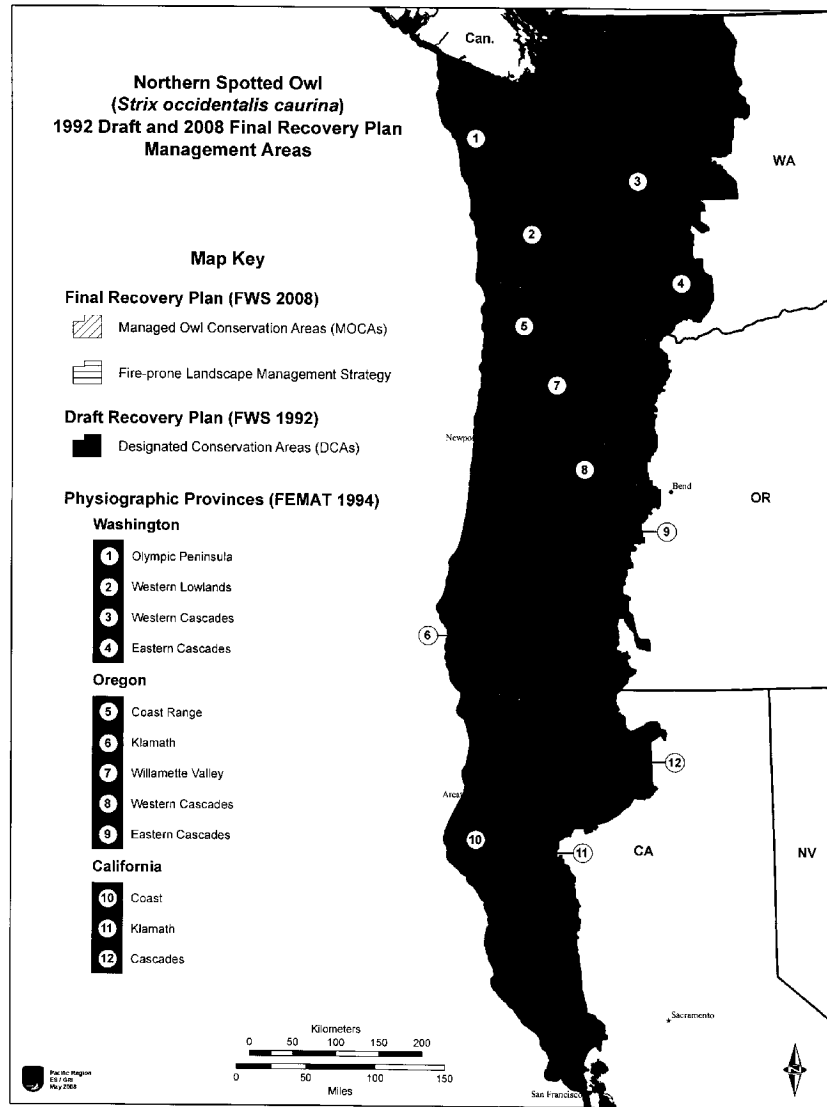 Northern Spotted Owl
(Strix occidentalis caurina)
1992 Draft and 2008 Final Recovery Plan
Management Areas
Map Key
Final Recovery Plan (FWS 2008)
Managed Owl Conservation Areas (MOCAs)
Fire-prone Landscape Management Strategy
Draft Recovery Plan (FWS 1992)
Designated Conservation Areas (DCAs)
Physiographic Provinces (FEMAT 1994)
Washington
1 Olympic Peninsula
2 Western Lowlands
3 Western Cascades
4 Eastern Cascades
Oregon
5 Coast Range
6 Klamath
7 Willamette Valley
8 Western Cascades
9 Eastern Cascades
California
10 Coast
11 Klamath
12 Cascades
Kilometers
0 50 100 150 200
0 50 100 150
Miles
Pacific Region
ES / GIS
May 2008
Can.
1
WA
3
2
4
5
7
Newpo
8
Bend
OR
9
6
12
Arcat
10
11
CA
NV
Sacramento
San Francisco
N